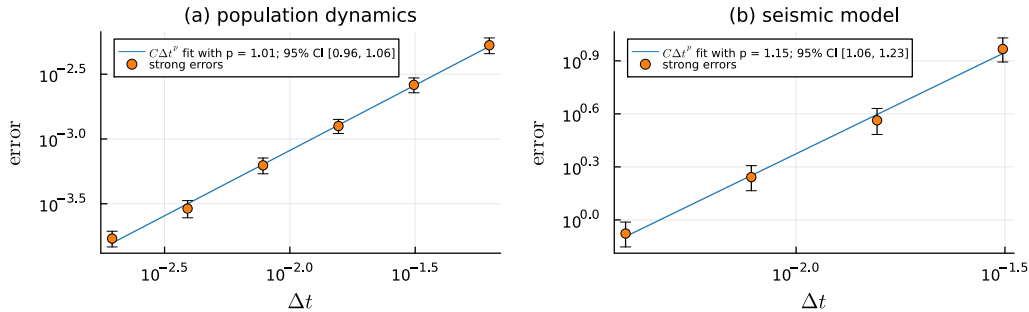 (a) population dynamics
CΔt^p fit with p = 1.01; 95% CI [0.96, 1.06]
strong errors
error
10^-2.5
10^-3.0
10^-3.5
10^-2.5 10^-2.0 10^-1.5
Δt
(b) seismic model
CΔt^p fit with p = 1.15; 95% CI [1.06, 1.23]
strong errors
error
10^0.9
10^0.6
10^0.3
10^0.0
10^-2.0 10^-1.5
Δt